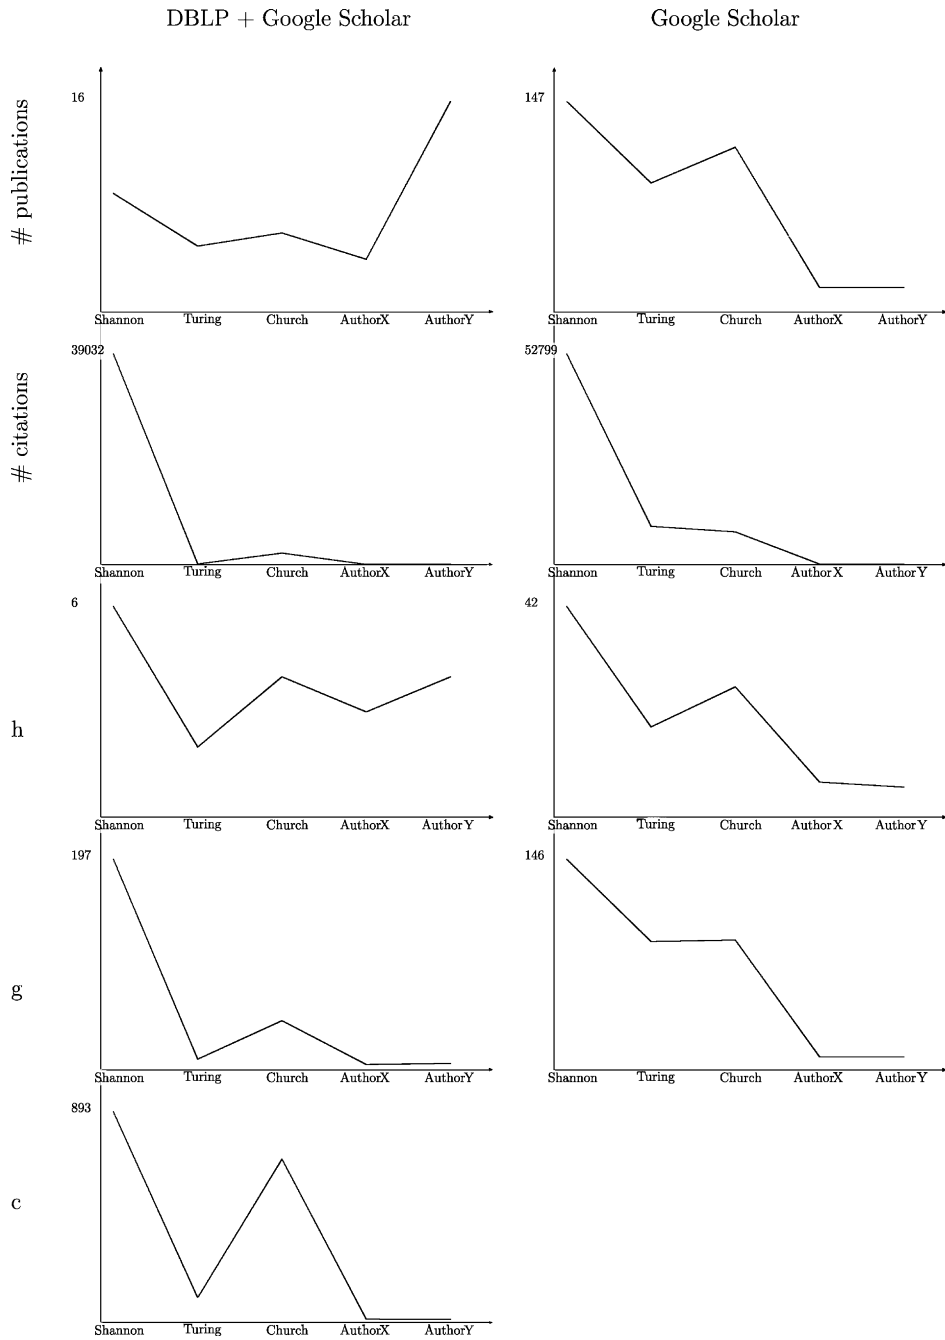 DBLP + Google Scholar
Google Scholar
# publications
16
Shannon Turing Church AuthorX AuthorY
147
Shannon Turing Church AuthorX AuthorY
# citations
39032
Shannon Turing Church AuthorX AuthorY
52799
Shannon Turing Church AuthorX AuthorY
h
6
Shannon Turing Church AuthorX AuthorY
42
Shannon Turing Church AuthorX AuthorY
g
197
Shannon Turing Church AuthorX AuthorY
146
Shannon Turing Church AuthorX AuthorY
c
893
Shannon Turing Church AuthorX AuthorY